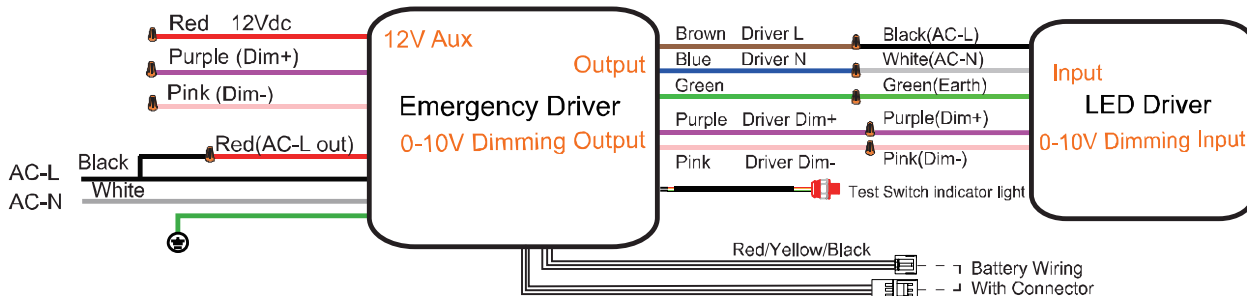 Red 12Vdc
Purple (Dim+)
Pink (Dim-)
Red(AC-L out)
Black
AC-L
White
AC-N
12V Aux
Output
Emergency Driver
0-10V Dimming Output
Brown Driver L
Blue Driver N
Green
Purple Driver Dim+
Pink Driver Dim-
Black(AC-L)
White(AC-N)
Green(Earth)
Purple(Dim+)
Pink(Dim-)
Test Switch indicator light
Input
LED Driver
0-10V Dimming Input
Red/Yellow/Black
Battery Wiring
With Connector